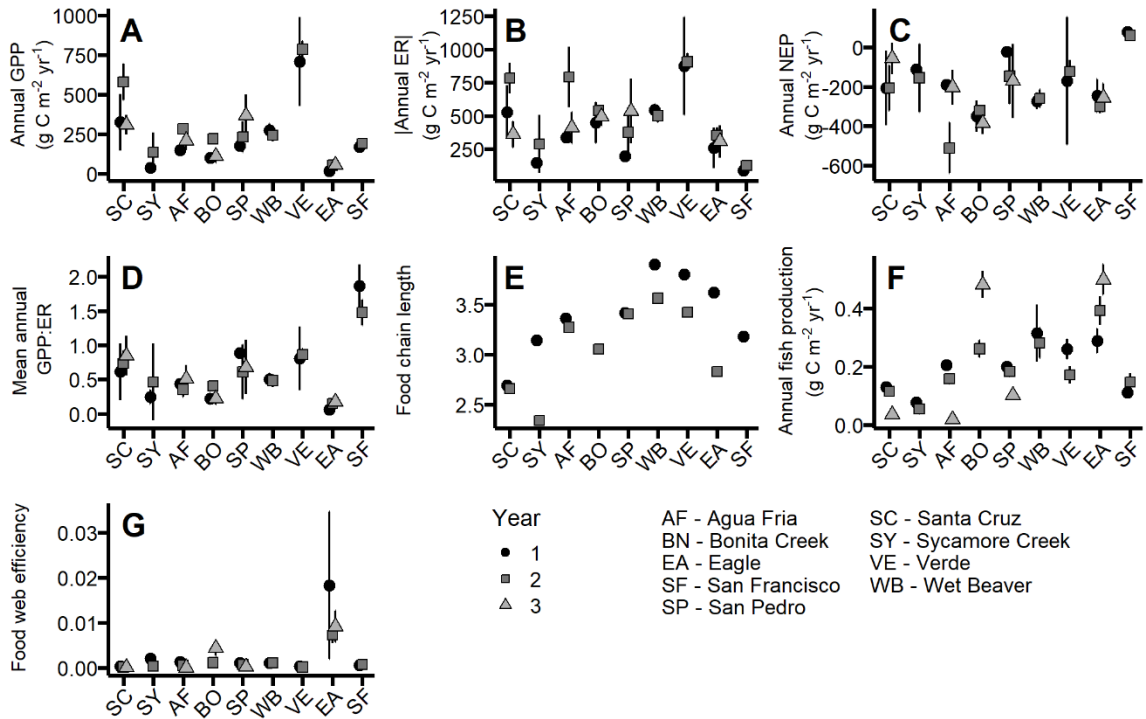 A
Annual GPP
(g C m⁻² yr⁻¹)
1000
750
500
250
0
SC SY AF BO SP WB VE EA SF
B
|Annual ER|
(g C m⁻² yr⁻¹)
1250
1000
750
500
250
SC SY AF BO SP WB VE EA SF
C
Annual NEP
(g C m⁻² yr⁻¹)
0
-200
-400
-600
SC SY AF BO SP WB VE EA SF
D
Mean annual
GPP:ER
2.0
1.5
1.0
0.5
0.0
SC SY AF BO SP WB VE EA SF
E
Food chain length
3.5
3.0
2.5
SC SY AF BO SP WB VE EA SF
F
Annual fish production
(g C m⁻² yr⁻¹)
0.4
0.2
0.0
SC SY AF BO SP WB VE EA SF
G
Food web efficiency
0.03
0.02
0.01
0.00
SC SY AF BO SP WB VE EA SF
Year
1
2
3
AF - Agua Fria
BN - Bonita Creek
EA - Eagle
SF - San Francisco
SP - San Pedro
SC - Santa Cruz
SY - Sycamore Creek
VE - Verde
WB - Wet Beaver